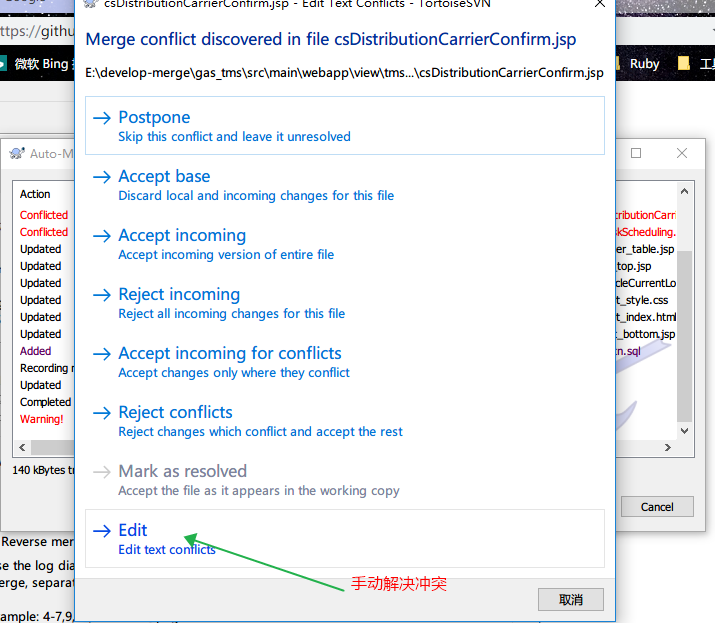 csDistributionCarrierConfirm.jsp - Edit Text Conflicts - TortoiseSVN
Merge conflict discovered in file csDistributionCarrierConfirm.jsp
ttps://githu
E:\develop-merge\gas_tms\src\main\webapp\view\tms...\csDistributionCarrierConfirm.jsp
微软 Bing
Ruby
Postpone
Skip this conflict and leave it unresolved
Auto-M
Accept base
Discard local and incoming changes for this file
Action
Conflicted
Conflicted
Updated
Updated
Updated
Updated
Updated
Updated
Added
Recording
Updated
Completed
Warning!
tributionCarr
skScheduling.
er_table.jsp
_top.jsp
cleCurrentLo
t_style.css
t_index.html
t_bottom.jsp
n.sql
Accept incoming
Accept incoming version of entire file
Reject incoming
Reject all incoming changes for this file
Accept incoming for conflicts
Accept changes only where they conflict
Reject conflicts
Reject changes which conflict and accept the rest
140 kBytes tr
Mark as resolved
Accept the file as it appears in the working copy
Cancel
Edit
Edit text conflicts
Reverse mer
se the log dia
erge, separat
手动解决冲突
取消
ample: 4-7,9,